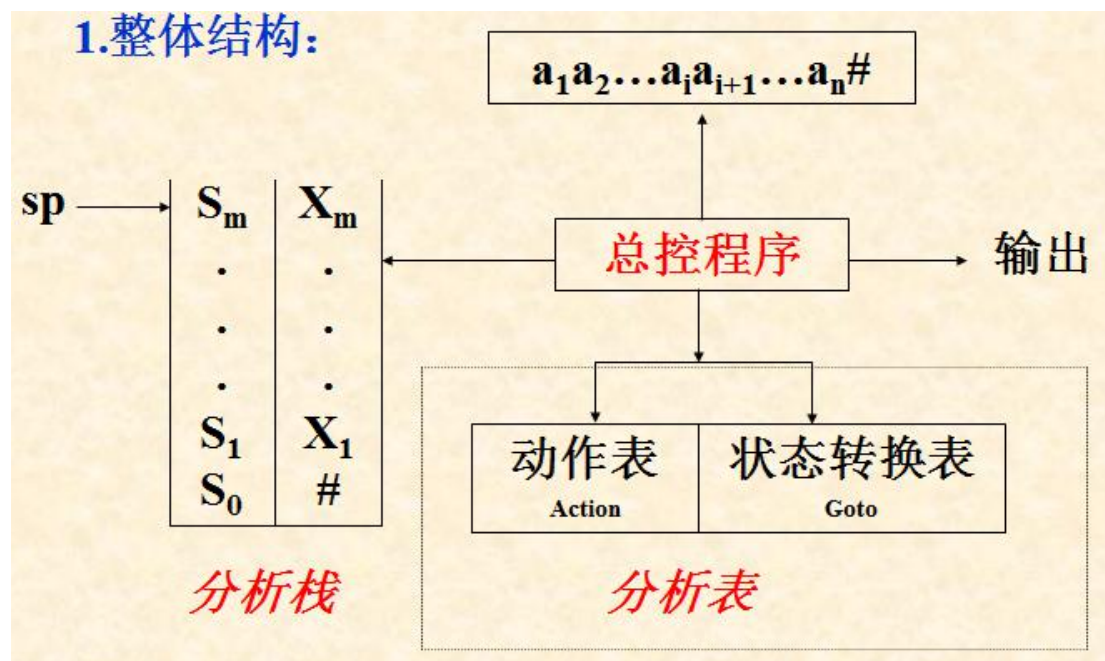 1.整体结构：
a₁a₂…aᵢaᵢ₊₁…aₙ#
sp
Sₘ Xₘ
. .
. .
. .
S₁ X₁
S₀ #
总控程序
输出
动作表 状态转换表
Action Goto
分析栈
分析表